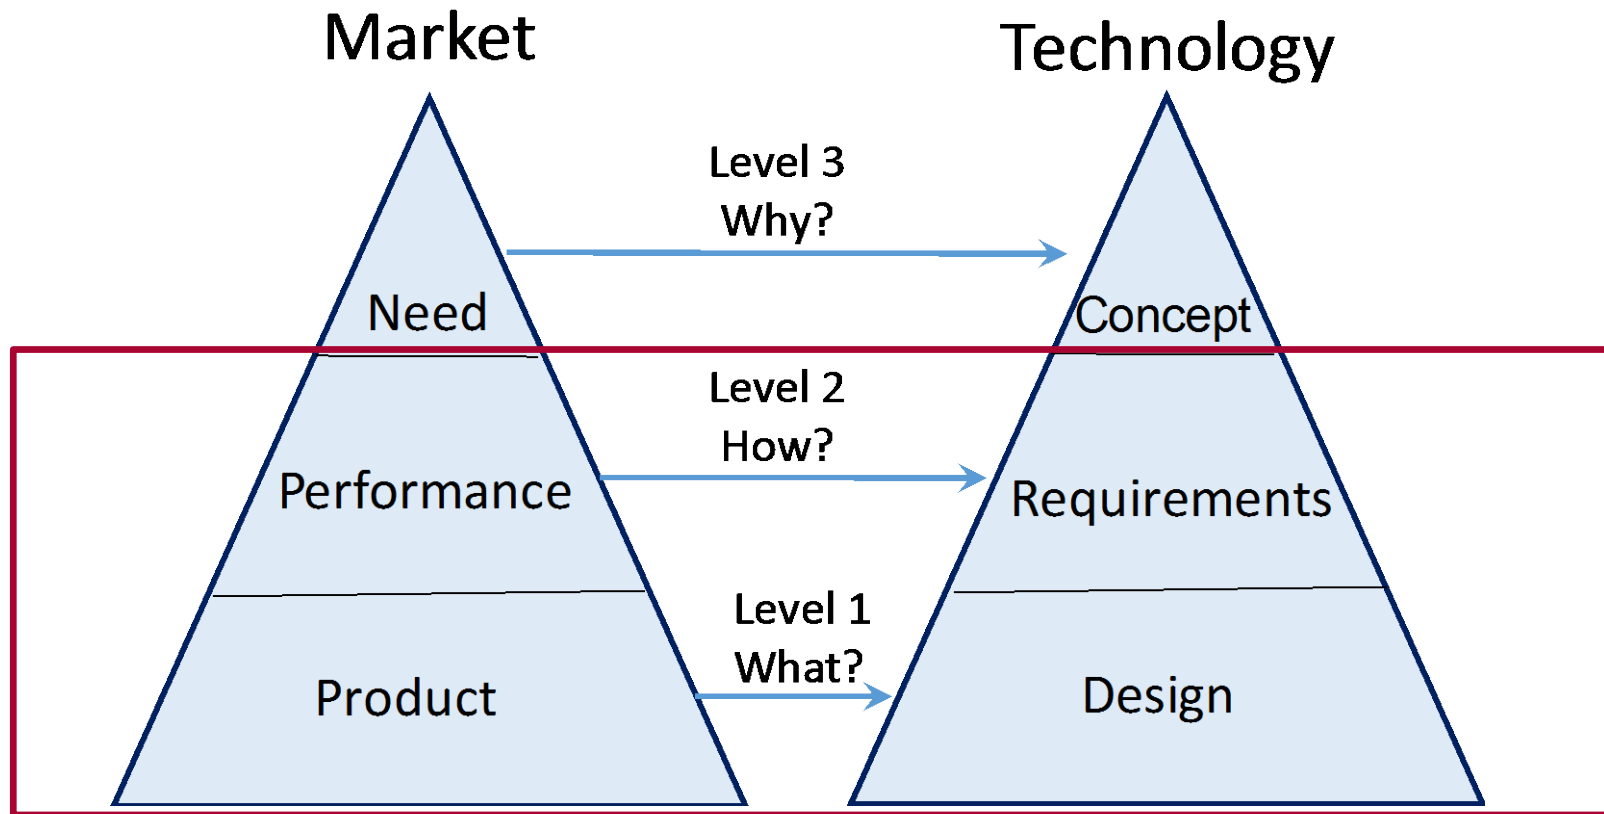 Market
Technology
Level 3
Why?
Need
Concept
Level 2
How?
Performance
Requirements
Level 1
What?
Product
Design